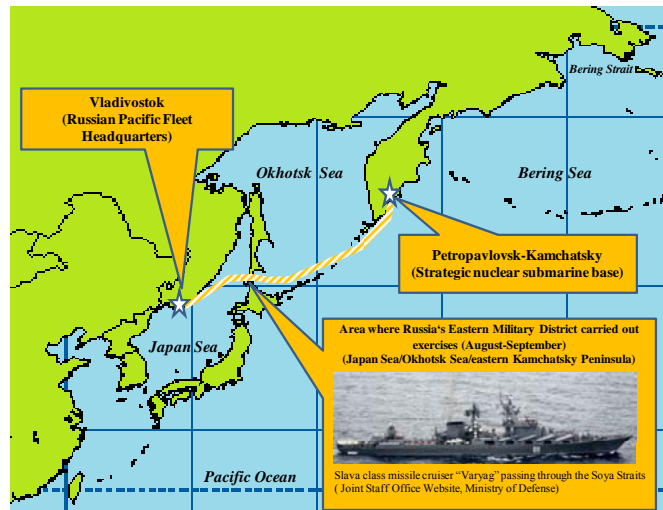 Bering Strait
Vladivostok
(Russian Pacific Fleet
Headquarters)
Okhotsk Sea
Bering Sea
Petropavlovsk-Kamchatsky
(Strategic nuclear submarine base)
Area where Russia‘s Eastern Military District carried out
exercises (August-September)
(Japan Sea/Okhotsk Sea/eastern Kamchatsky Peninsula)
Japan Sea
Slava class missile cruiser “Varyag” passing through the Soya Straits
( Joint Staff Office Website, Ministry of Defense)
Pacific Ocean